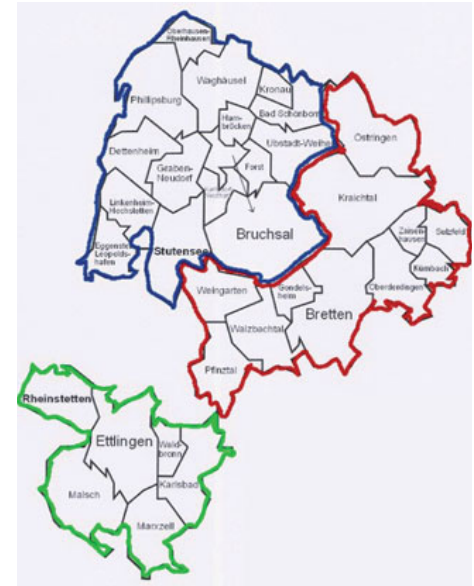 Oberhausen-
Rheinhausen
Waghäusel
Kronau
Phillipsburg
Bad Schönborn
Ham-
brücken
Östringen
Ubstadt-Weiher
Dettenheim
Graben-
Neudorf
Forst
Kraichtal
Linkenheim-
Hochstetten
Bruchsal
Zaisen-
hausen
Sulzfeld
Stutensee
Eggenstein
Leopolds-
hafen
Kürnbach
Oberderdingen
Weingarten
Gondels-
heim
Bretten
Walzbachtal
Pfinztal
Rheinstetten
Ettlingen
Wald-
bronn
Malsch
Karlsbad
Marxzell